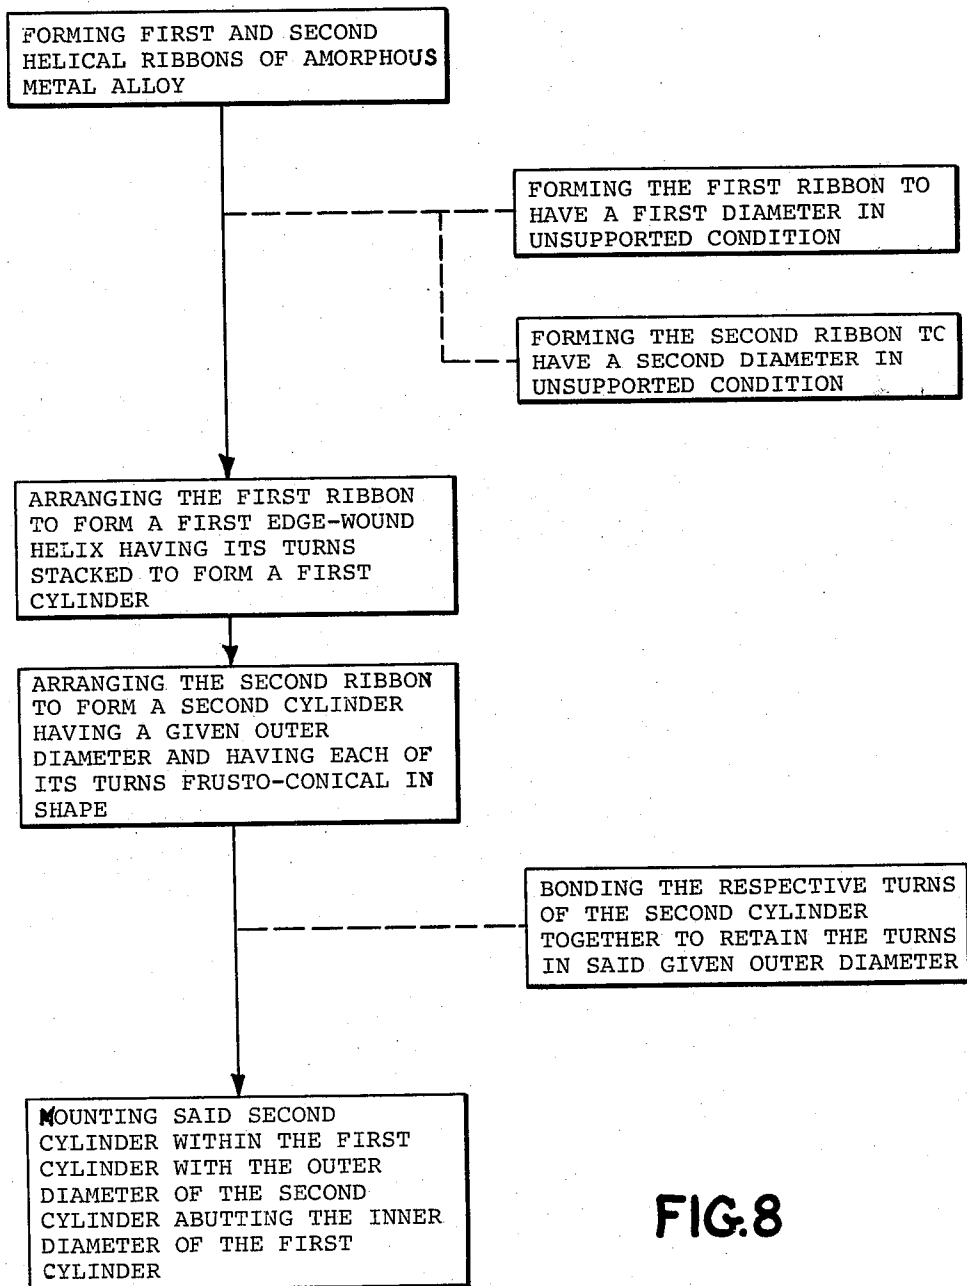 FORMING FIRST AND SECOND
HELICAL RIBBONS OF AMORPHOUS
METAL ALLOY
FORMING THE FIRST RIBBON TO
HAVE A FIRST DIAMETER IN
UNSUPPORTED CONDITION
FORMING THE SECOND RIBBON TO
HAVE A SECOND DIAMETER IN
UNSUPPORTED CONDITION
ARRANGING THE FIRST RIBBON
TO FORM A FIRST EDGE-WOUND
HELIX HAVING ITS TURNS
STACKED TO FORM A FIRST
CYLINDER
ARRANGING THE SECOND RIBBON
TO FORM A SECOND CYLINDER
HAVING A GIVEN OUTER
DIAMETER AND HAVING EACH OF
ITS TURNS FRUSTO-CONICAL IN
SHAPE
BONDING THE RESPECTIVE TURNS
OF THE SECOND CYLINDER
TOGETHER TO RETAIN THE TURNS
IN SAID GIVEN OUTER DIAMETER
MOUNTING SAID SECOND
CYLINDER WITHIN THE FIRST
CYLINDER WITH THE OUTER
DIAMETER OF THE SECOND
CYLINDER ABUTTING THE INNER
DIAMETER OF THE FIRST
CYLINDER
FIG.8